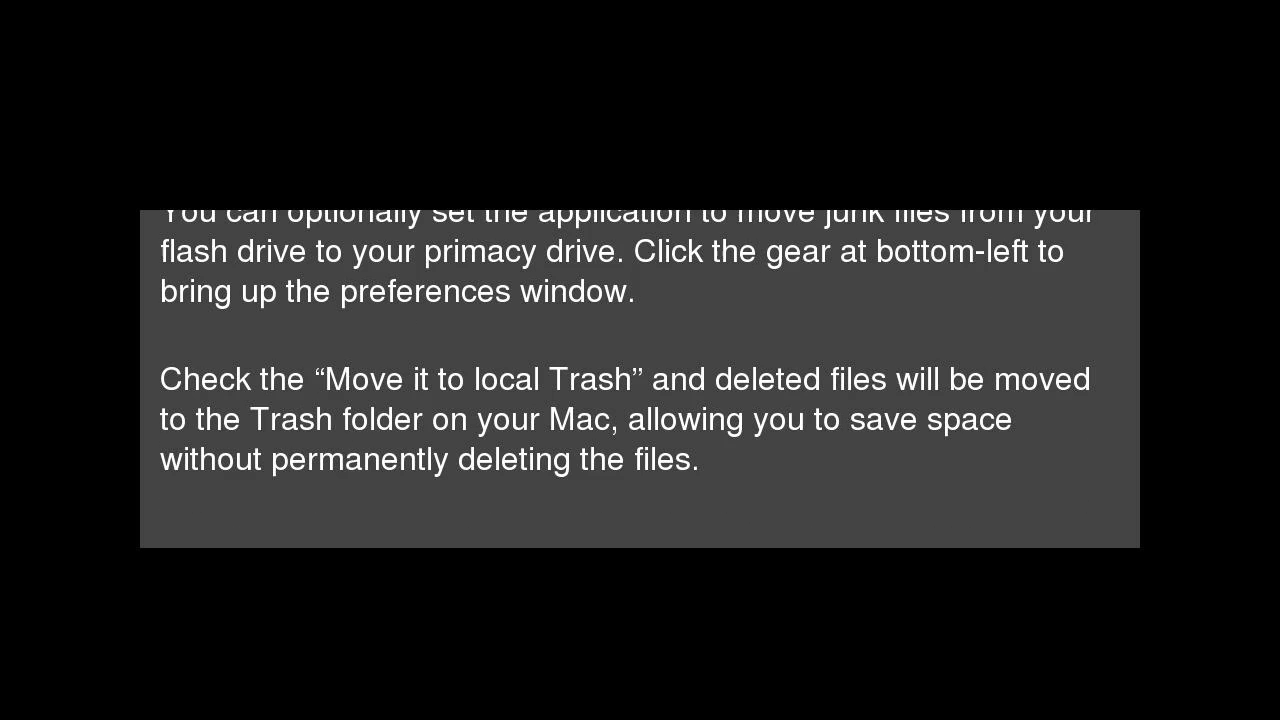 You can optionally set the application to move junk files from your
flash drive to your primacy drive. Click the gear at bottom-left to
bring up the preferences window.
Check the “Move it to local Trash” and deleted files will be moved
to the Trash folder on your Mac, allowing you to save space
without permanently deleting the files.